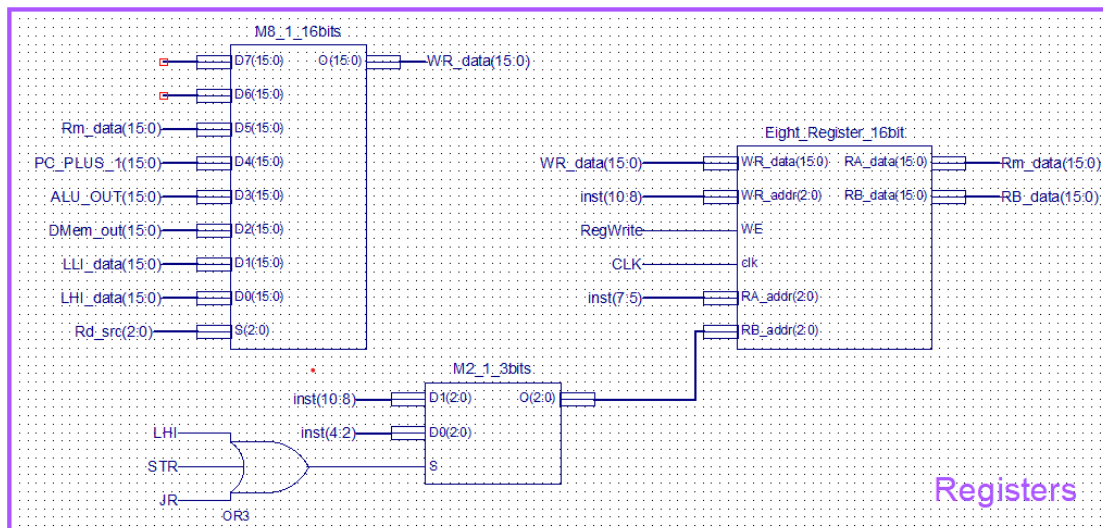 M8_1_16bits
D7(15:0) O(15:0) WR_data(15:0)
D6(15:0)
Rm_data(15:0) D5(15:0)
PC_PLUS_1(15:0) D4(15:0)
ALU_OUT(15:0) D3(15:0)
DMem_out(15:0) D2(15:0)
LLI_data(15:0) D1(15:0)
LHI_data(15:0) D0(15:0)
Rd_src(2:0) S(2:0)
Eight_Register_16bit
WR_data(15:0) WR_data(15:0) RA_data(15:0) Rm_data(15:0)
inst(10:8) WR_addr(2:0) RB_data(15:0) RB_data(15:0)
RegWrite WE
CLK clk
inst(7:5) RA_addr(2:0)
RB_addr(2:0)
M2_1_3bits
inst(10:8) D1(2:0) O(2:0)
inst(4:2) D0(2:0)
LHI
STR S
JR
OR3
Registers